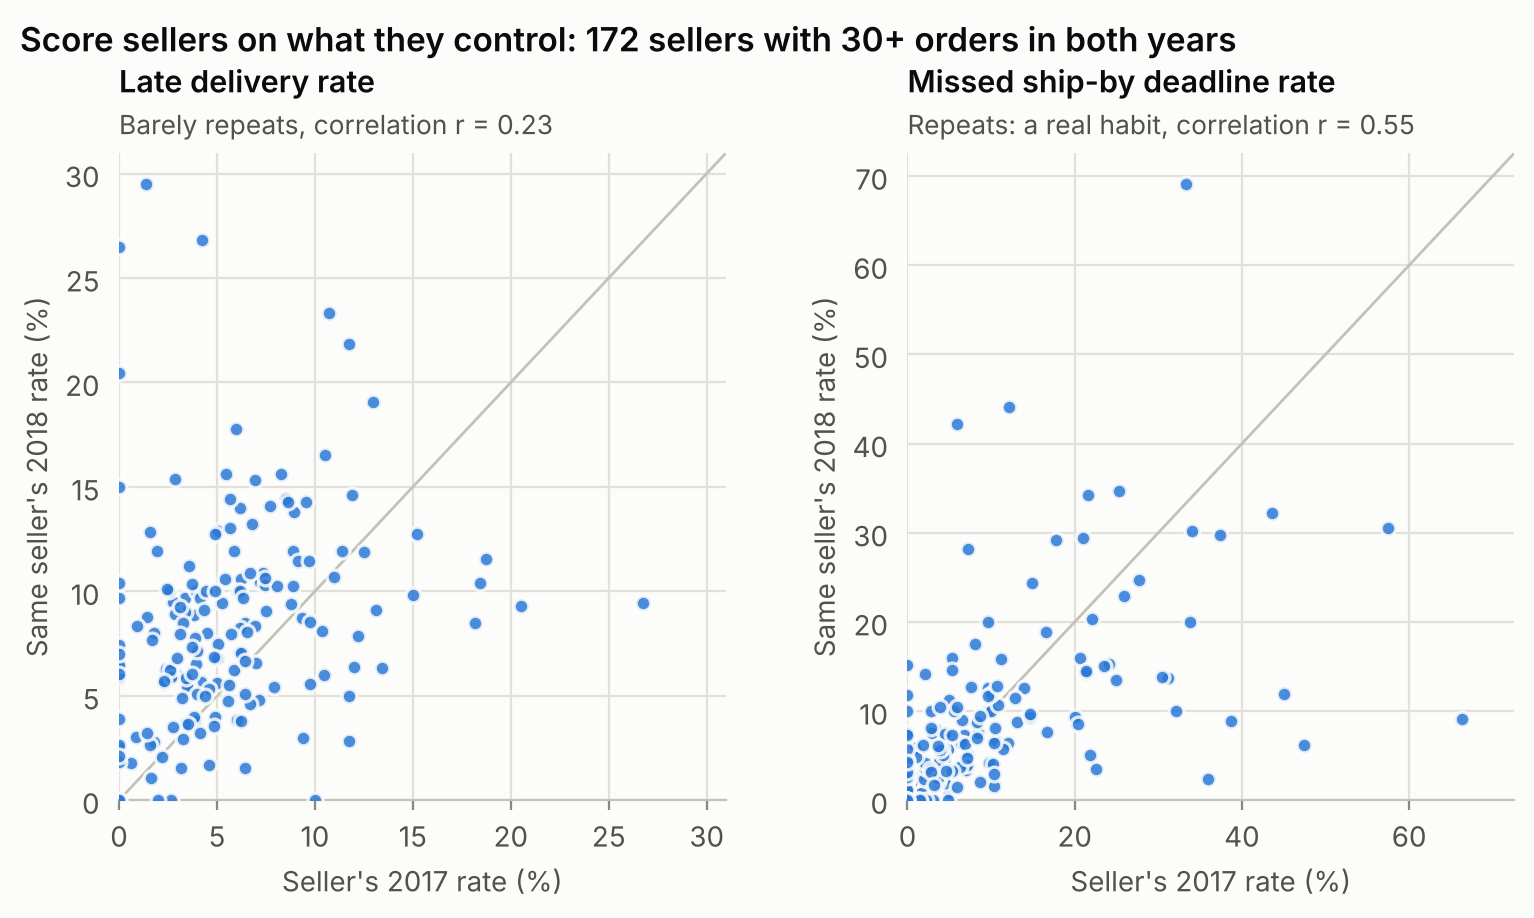 Score sellers on what they control: 172 sellers with 30+ orders in both years
Late delivery rate
Barely repeats, correlation r = 0.23
30
25
20
15
10
5
0
0 5 10 15 20 25 30
Same seller's 2018 rate (%)
Seller's 2017 rate (%)
Missed ship-by deadline rate
Repeats: a real habit, correlation r = 0.55
70
60
50
40
30
20
10
0
0 20 40 60
Same seller's 2018 rate (%)
Seller's 2017 rate (%)